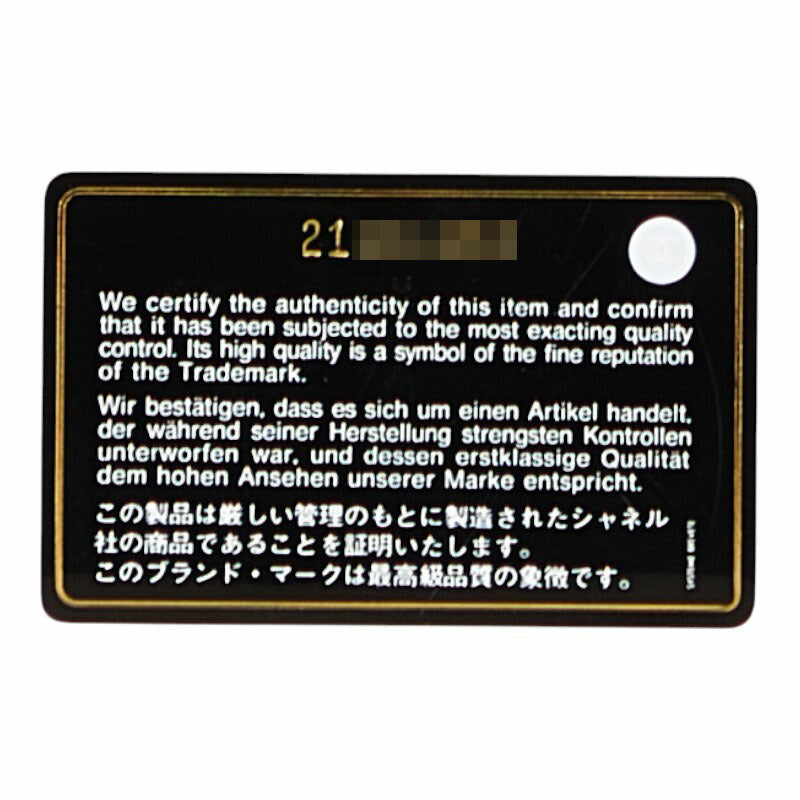 21
We certify the authenticity of this item and confirm
that it has been subjected to the most exacting quality
control. Its high quality is a symbol of the fine reputation
of the Trademark.
Wir bestätigen, dass es sich um einen Artikel handelt,
der während seiner Herstellung strengsten Kontrollen
unterworfen war, und dessen erstklassige Qualität
dem hohen Ansehen unserer Marke entspricht.
この製品は厳しい管理のもとに製造されたシャネル
社の商品であることを証明いたします。
このブランド・マークは最高級品質の象徴です。